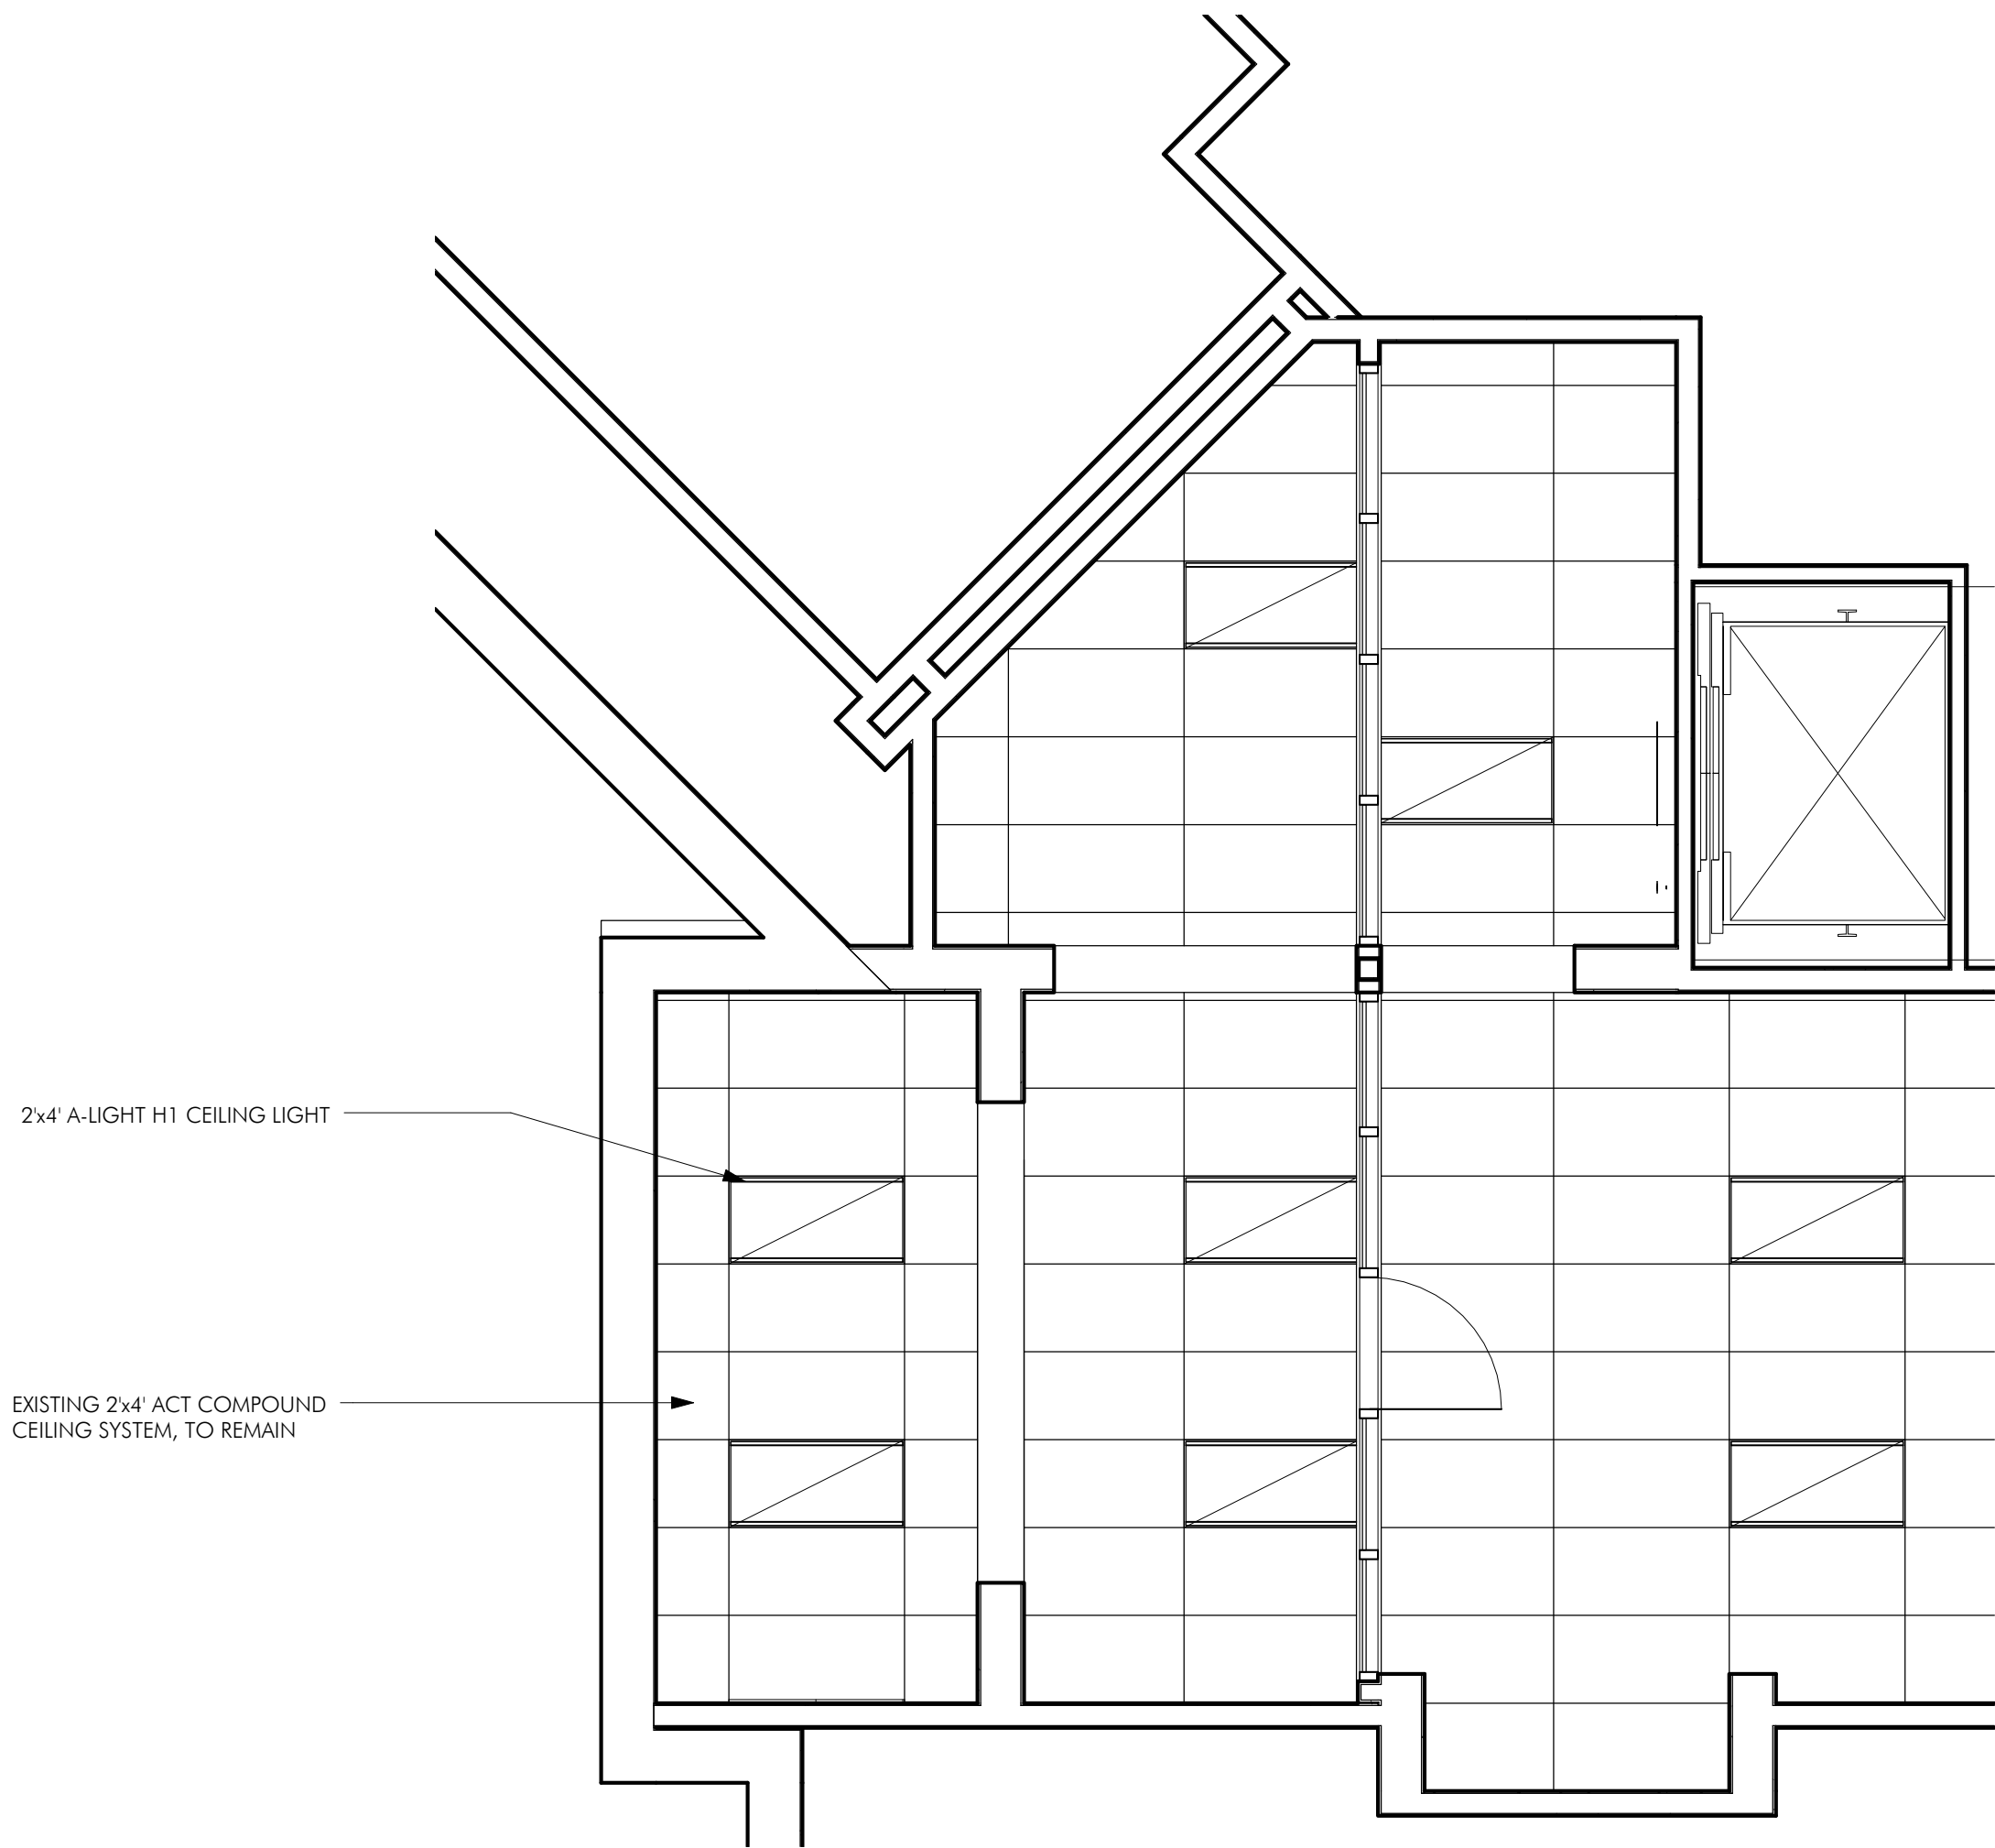 2'x4' A-LIGHT H1 CEILING LIGHT
EXISTING 2'x4' ACT COMPOUND
CEILING SYSTEM, TO REMAIN